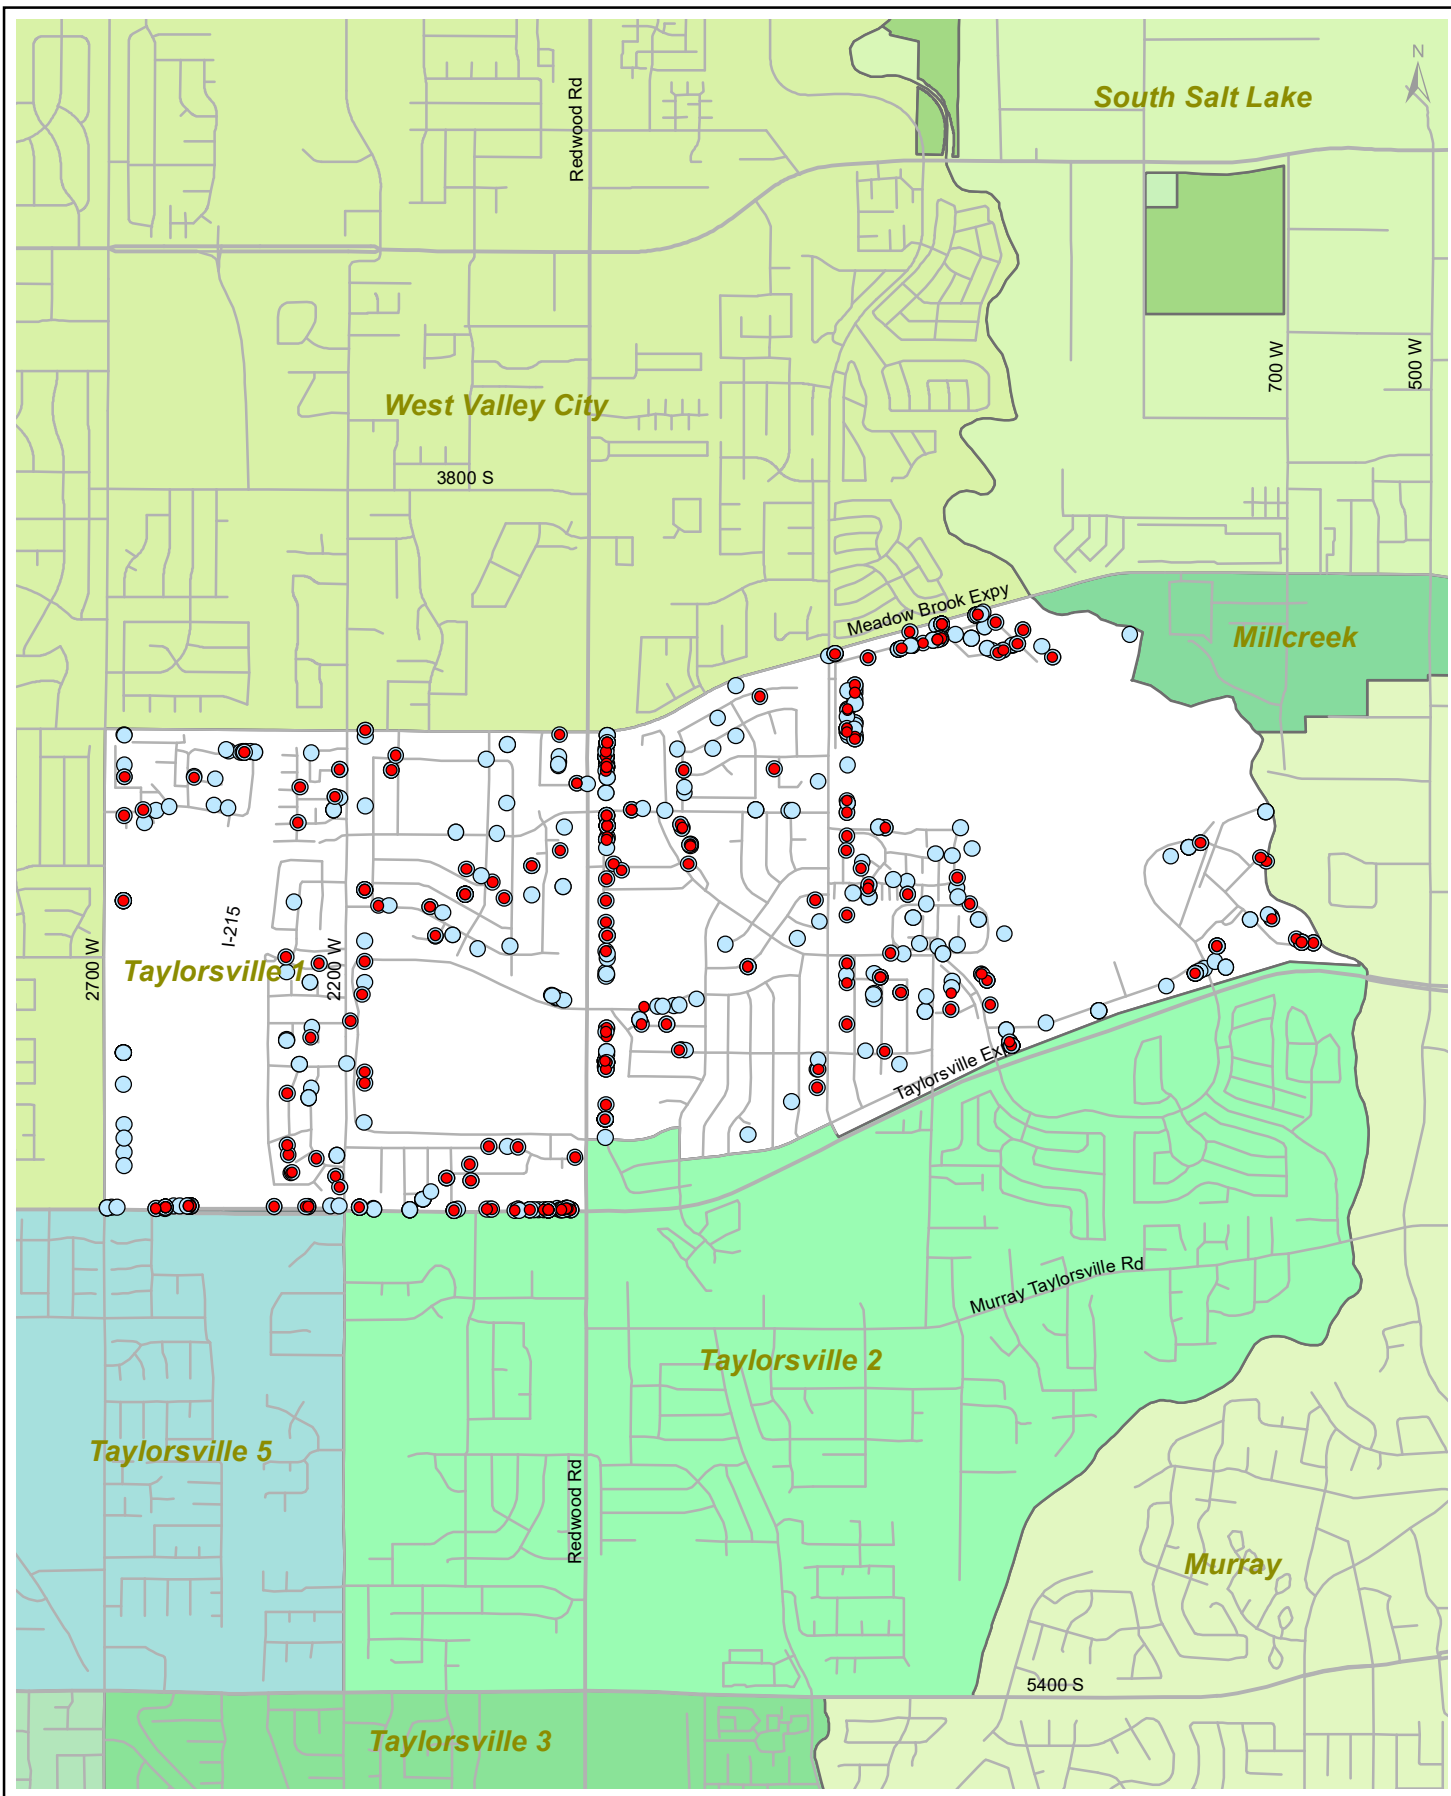 N
South Salt Lake
Redwood Rd
700 W
500 W
West Valley City
3800 S
Meadow Brook Expy
Millcreek
I-215
2700 W
2200 W
Taylorsville 1
Taylorsville Exp
Murray Taylorsville Rd
Taylorsville 2
Taylorsville 5
Redwood Rd
Murray
5400 S
Taylorsville 3